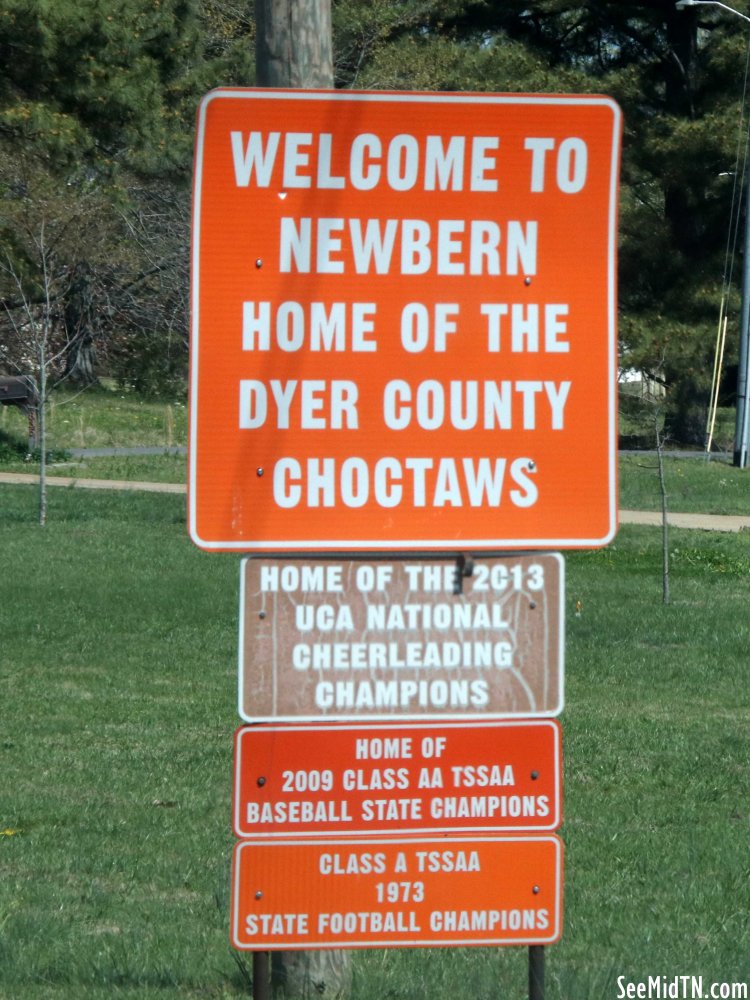 WELCOME TO
NEWBERN
HOME OF THE
DYER COUNTY
CHOCTAWS
HOME OF THE 2013
UCA NATIONAL
CHEERLEADING
CHAMPIONS
HOME OF
2009 CLASS AA TSSAA
BASEBALL STATE CHAMPIONS
CLASS A TSSAA
1973
STATE FOOTBALL CHAMPIONS
SeeMidTN.com